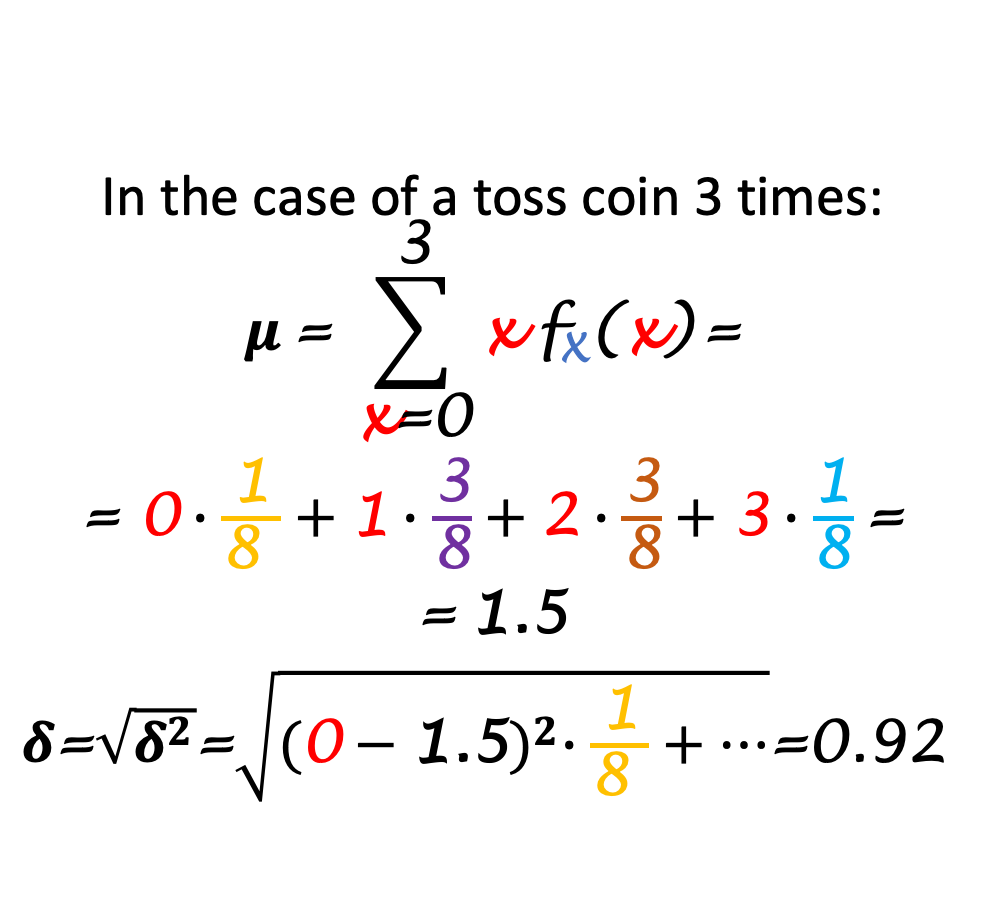 In the case of a toss coin 3 times:
3
μ = ∑ x fₓ(x) =
x=0
= 0 · 1/8 + 1 · 3/8 + 2 · 3/8 + 3 · 1/8 =
= 1.5
δ=√δ²=√(0 − 1.5)²· 1/8 + ⋯=0.92